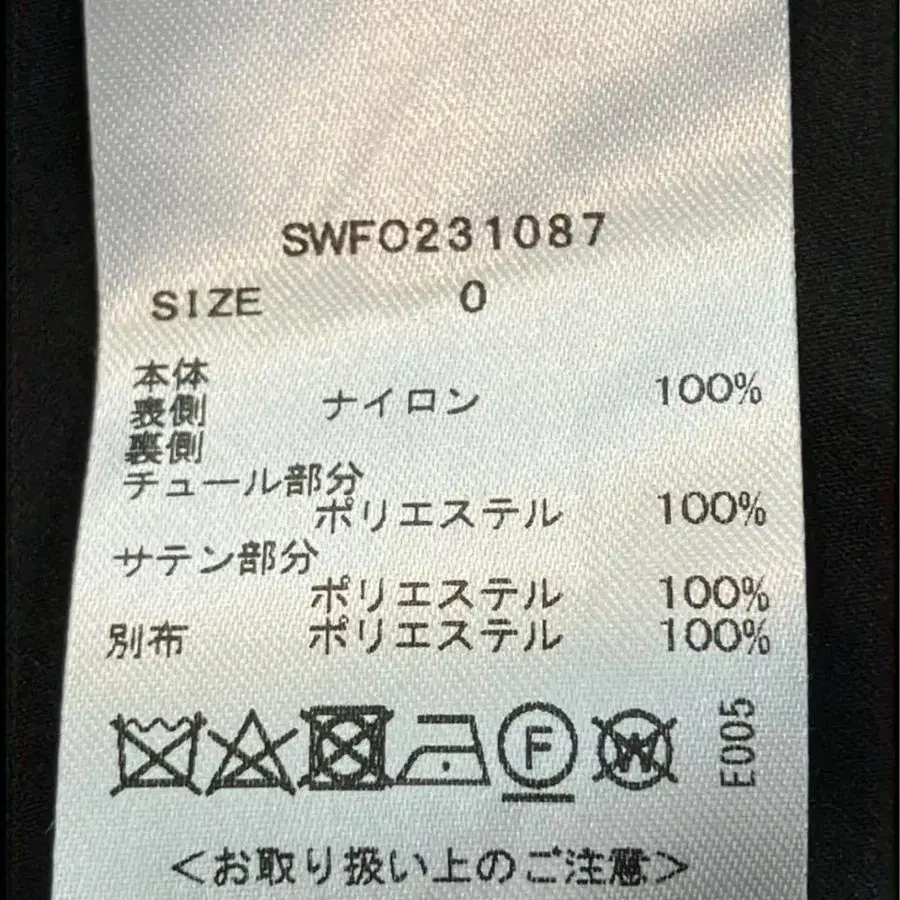 SWFO231087
SIZE 0
本体
表側 ナイロン 100%
裏側
チュール部分
ポリエステル 100%
サテン部分
ポリエステル 100%
別布 ポリエステル 100%
F
W
E005
＜お取り扱い上のご注意＞